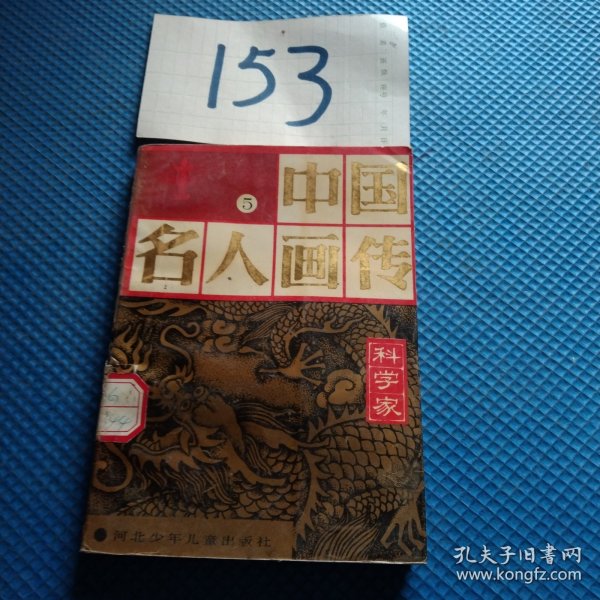 153
⑤ 中国
名人画传
科学家
河北少年儿童出版社
孔夫子旧书网
www.kongfz.com